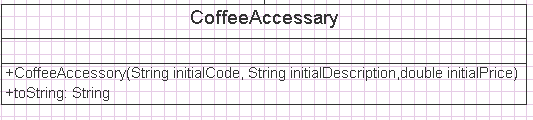 CoffeeAccessary
+CoffeeAccessory(String initialCode, String initialDescription,double initialPrice)
+toString: String